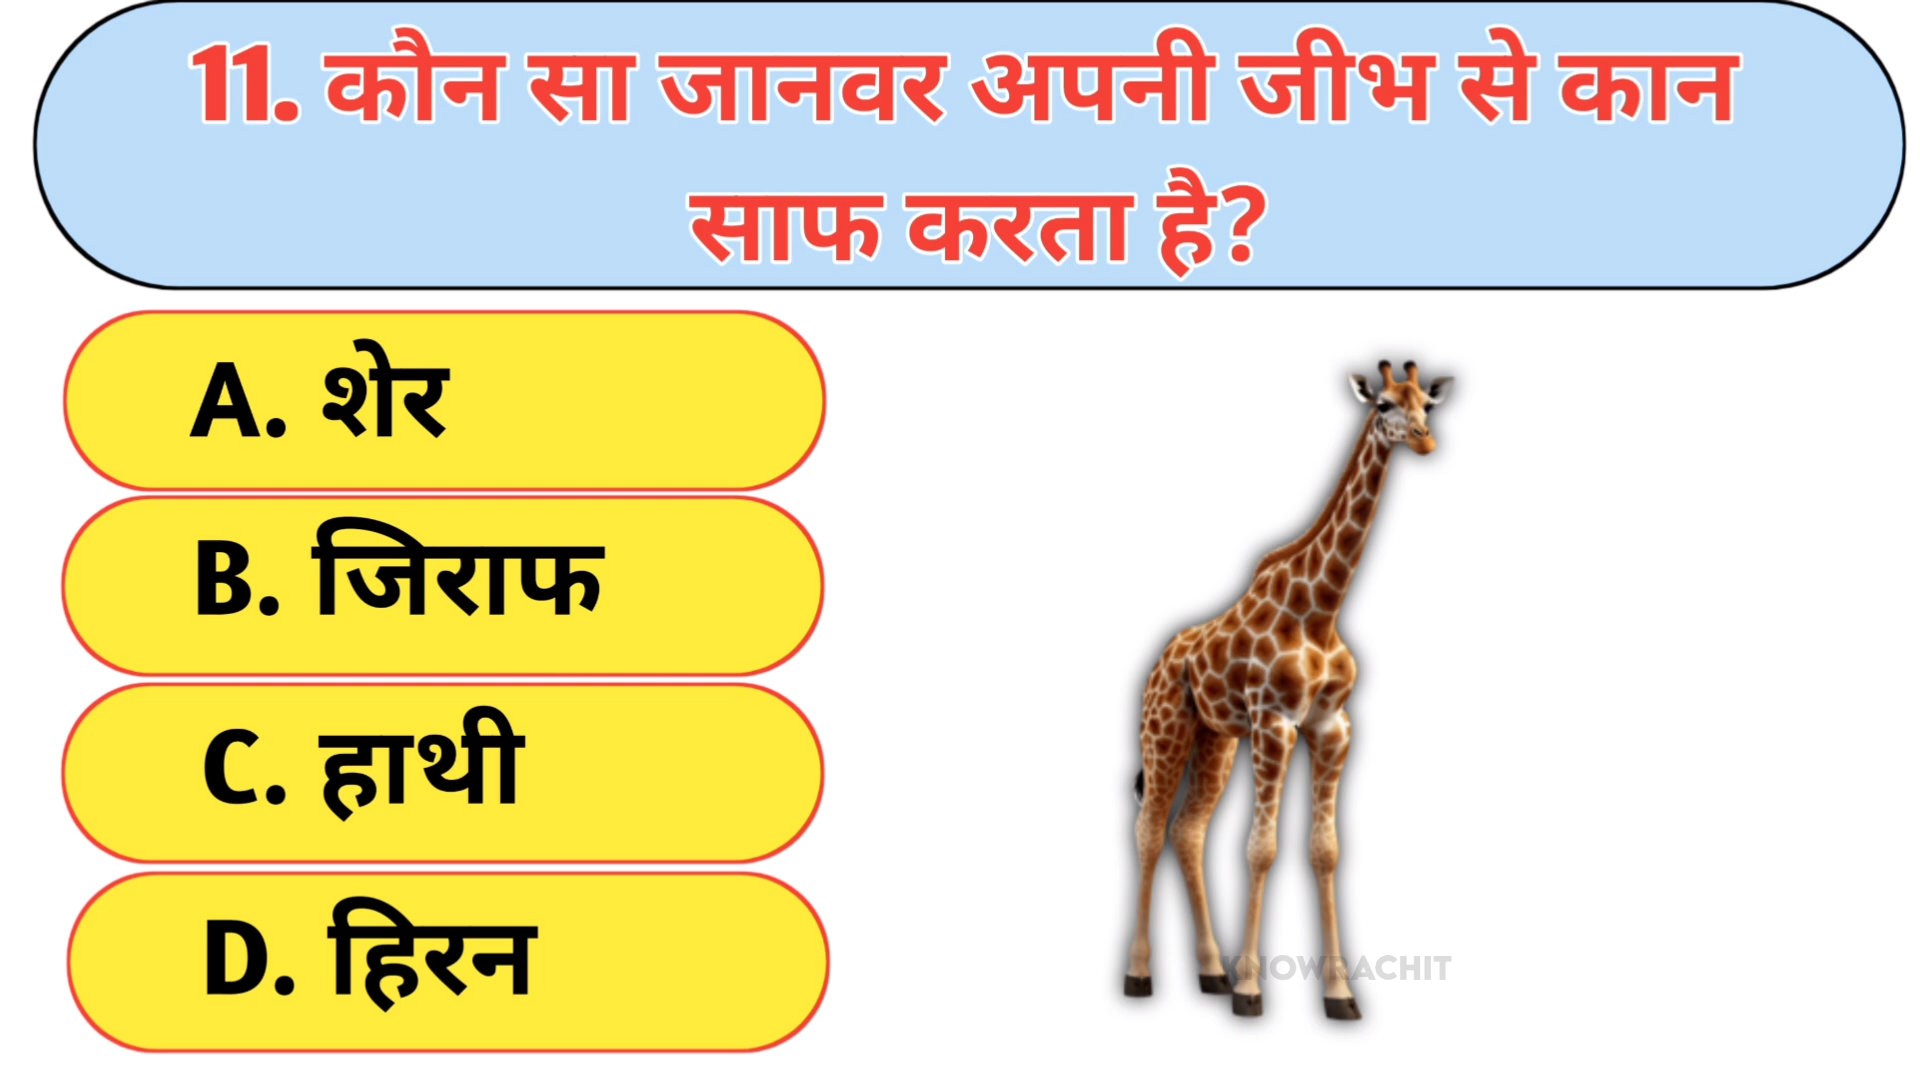 11. कौन सा जानवर अपनी जीभ से कान
साफ करता है?
A. शेर
B. जिराफ
C. हाथी
D. हिरन
KNOWRACHIT